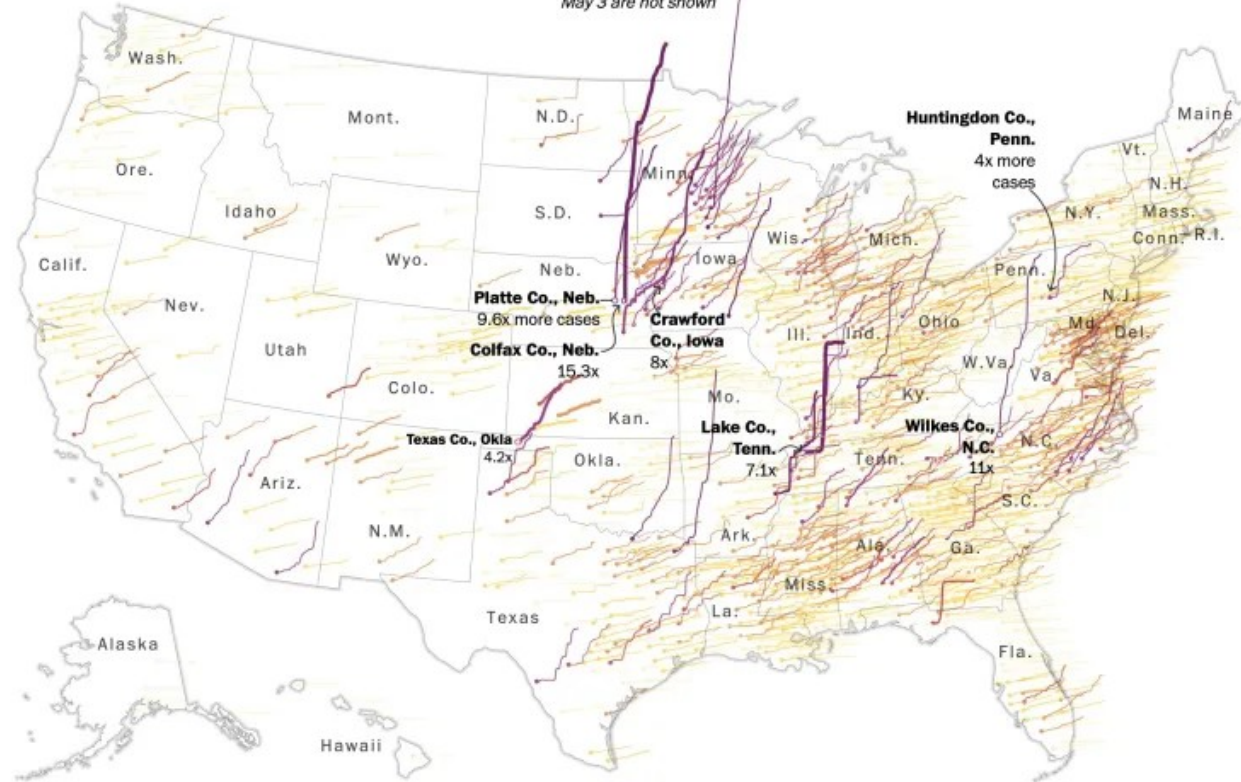 May 3 are not shown
Wash.
Mont.
N.D.
Minn.
Ore.
Idaho
S.D.
Wyo.
Wis.
Mich.
Huntingdon Co.,
Penn.
4x more
cases
Maine
Vt.
N.H.
N.Y.
Mass.
Conn.
R.I.
Calif.
Nev.
Utah
Colo.
Neb.
Iowa
Platte Co., Neb.
9.6x more cases
Colfax Co., Neb.
15.3x
Crawford
Co., Iowa
8x
Ill.
Ind.
Ohio
Penn.
N.J.
Md.
Del.
W.Va.
Va.
Ky.
Mo.
Kan.
Texas Co., Okla
4.2x
Okla.
Lake Co.,
Tenn.
7.1x
Tenn.
Wilkes Co.,
N.C.
11x
N.C.
S.C.
Ariz.
N.M.
Ark.
Ala.
Ga.
Miss.
Texas
La.
Fla.
Alaska
Hawaii